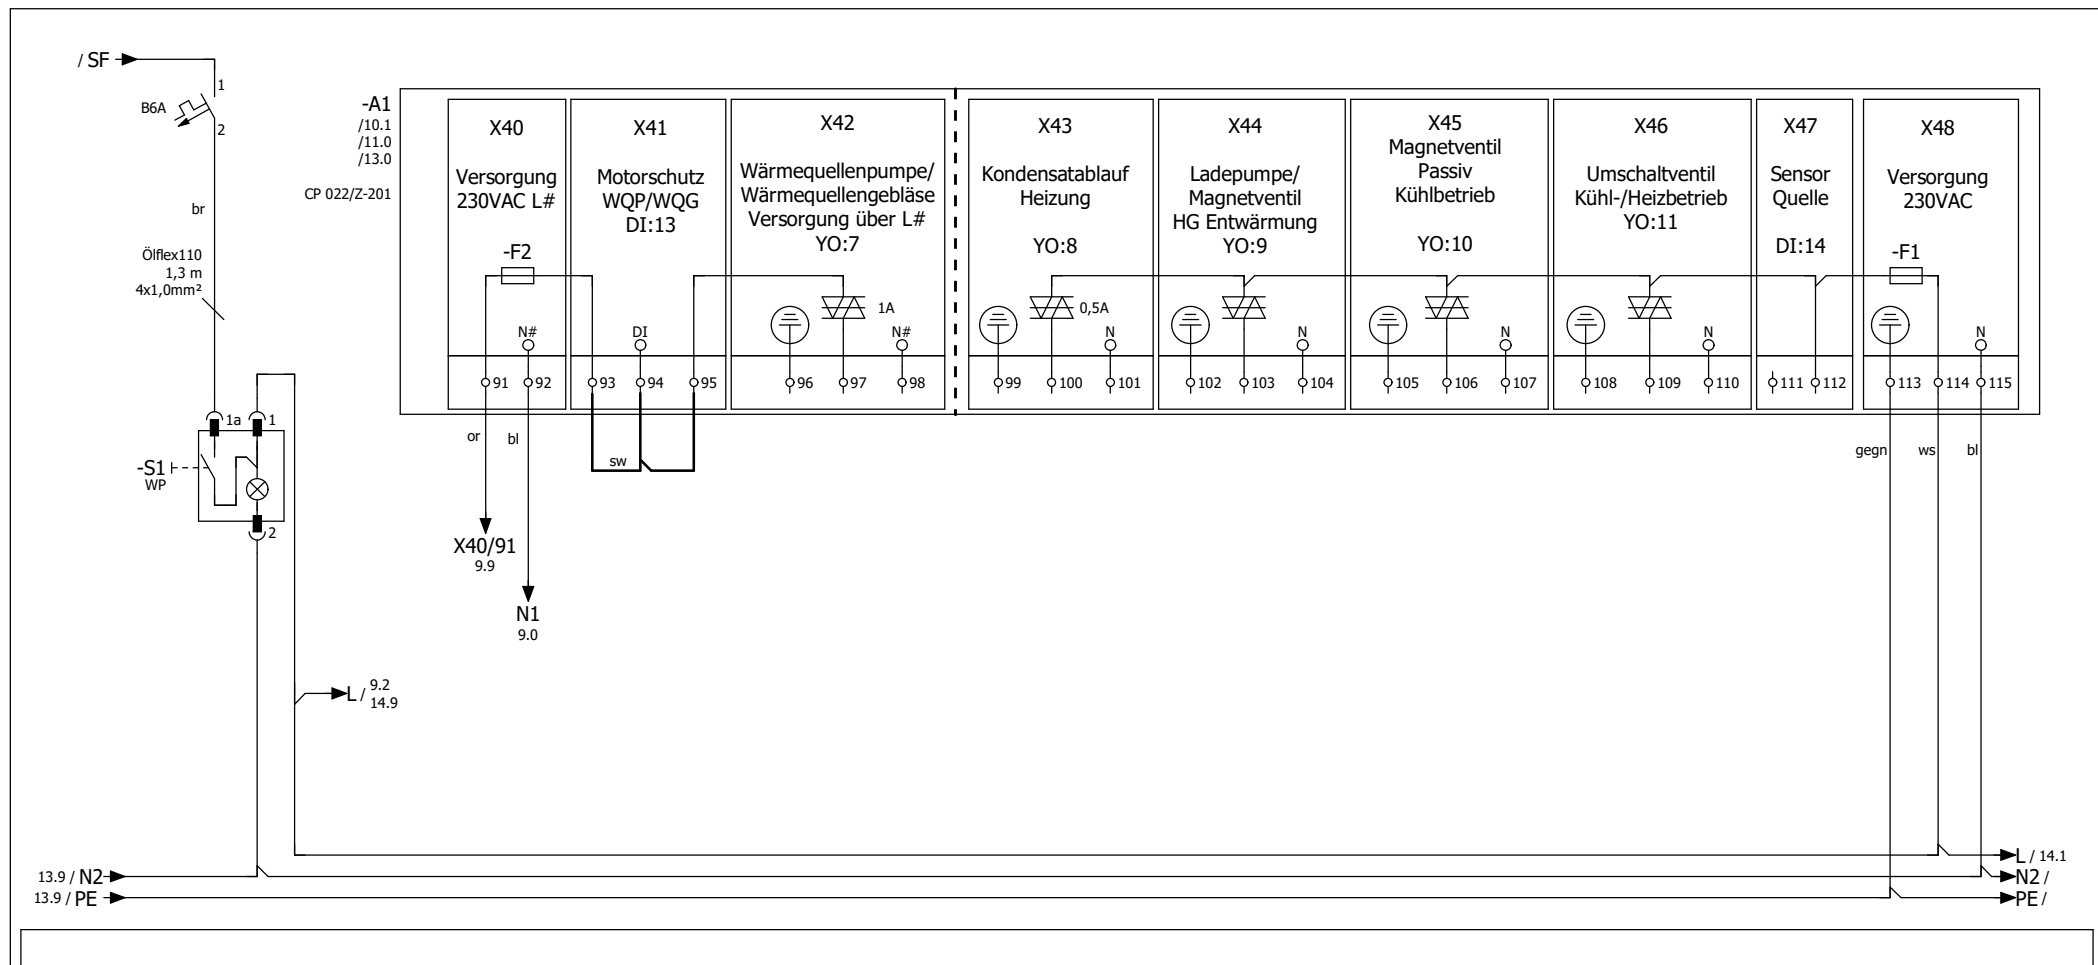 / SF
1
B6A
2
br
Ölflex110
1,3 m
4x1,0mm²
1a
1
-S1
WP
2
-A1
/10.1
/11.0
/13.0
CP 022/Z-201
X40
Versorgung
230VAC L#
-F2
N#
91
92
or
bl
X40/91
9.9
N1
9.0
X41
Motorschutz
WQP/WQG
DI:13
DI
93
94
95
sw
X42
Wärmequellenpumpe/
Wärmequellengebläse
Versorgung über L#
YO:7
1A
N#
96
97
98
X43
Kondensatablauf
Heizung
YO:8
0,5A
N
99
100
101
X44
Ladepumpe/
Magnetventil
HG Entwärmung
YO:9
N
102
103
104
X45
Magnetventil
Passiv
Kühlbetrieb
YO:10
N
105
106
107
X46
Umschaltventil
Kühl-/Heizbetrieb
YO:11
N
108
109
110
X47
Sensor
Quelle
DI:14
111
112
X48
Versorgung
230VAC
-F1
N
113
114
115
gegn
ws
bl
L / 9.2
14.9
13.9 / N2
13.9 / PE
L / 14.1
N2 /
PE /